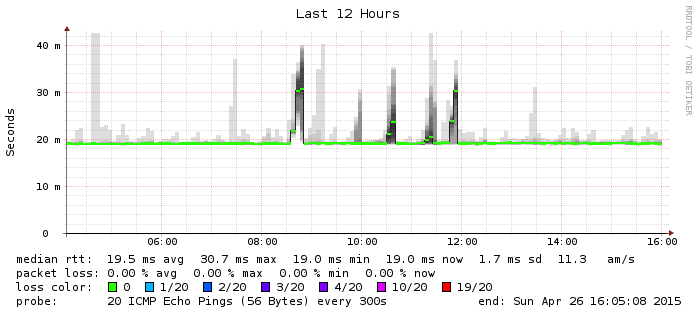 Last 12 Hours
RRDTOOL / TOBI OETIKER
Seconds
40 m
30 m
20 m
10 m
0
06:00 08:00 10:00 12:00 14:00 16:00
median rtt: 19.5 ms avg 30.7 ms max 19.0 ms min 19.0 ms now 1.7 ms sd 11.3 am/s
packet loss: 0.00 % avg 0.00 % max 0.00 % min 0.00 % now
loss color: 0 1/20 2/20 3/20 4/20 10/20 19/20
probe: 20 ICMP Echo Pings (56 Bytes) every 300s end: Sun Apr 26 16:05:08 2015